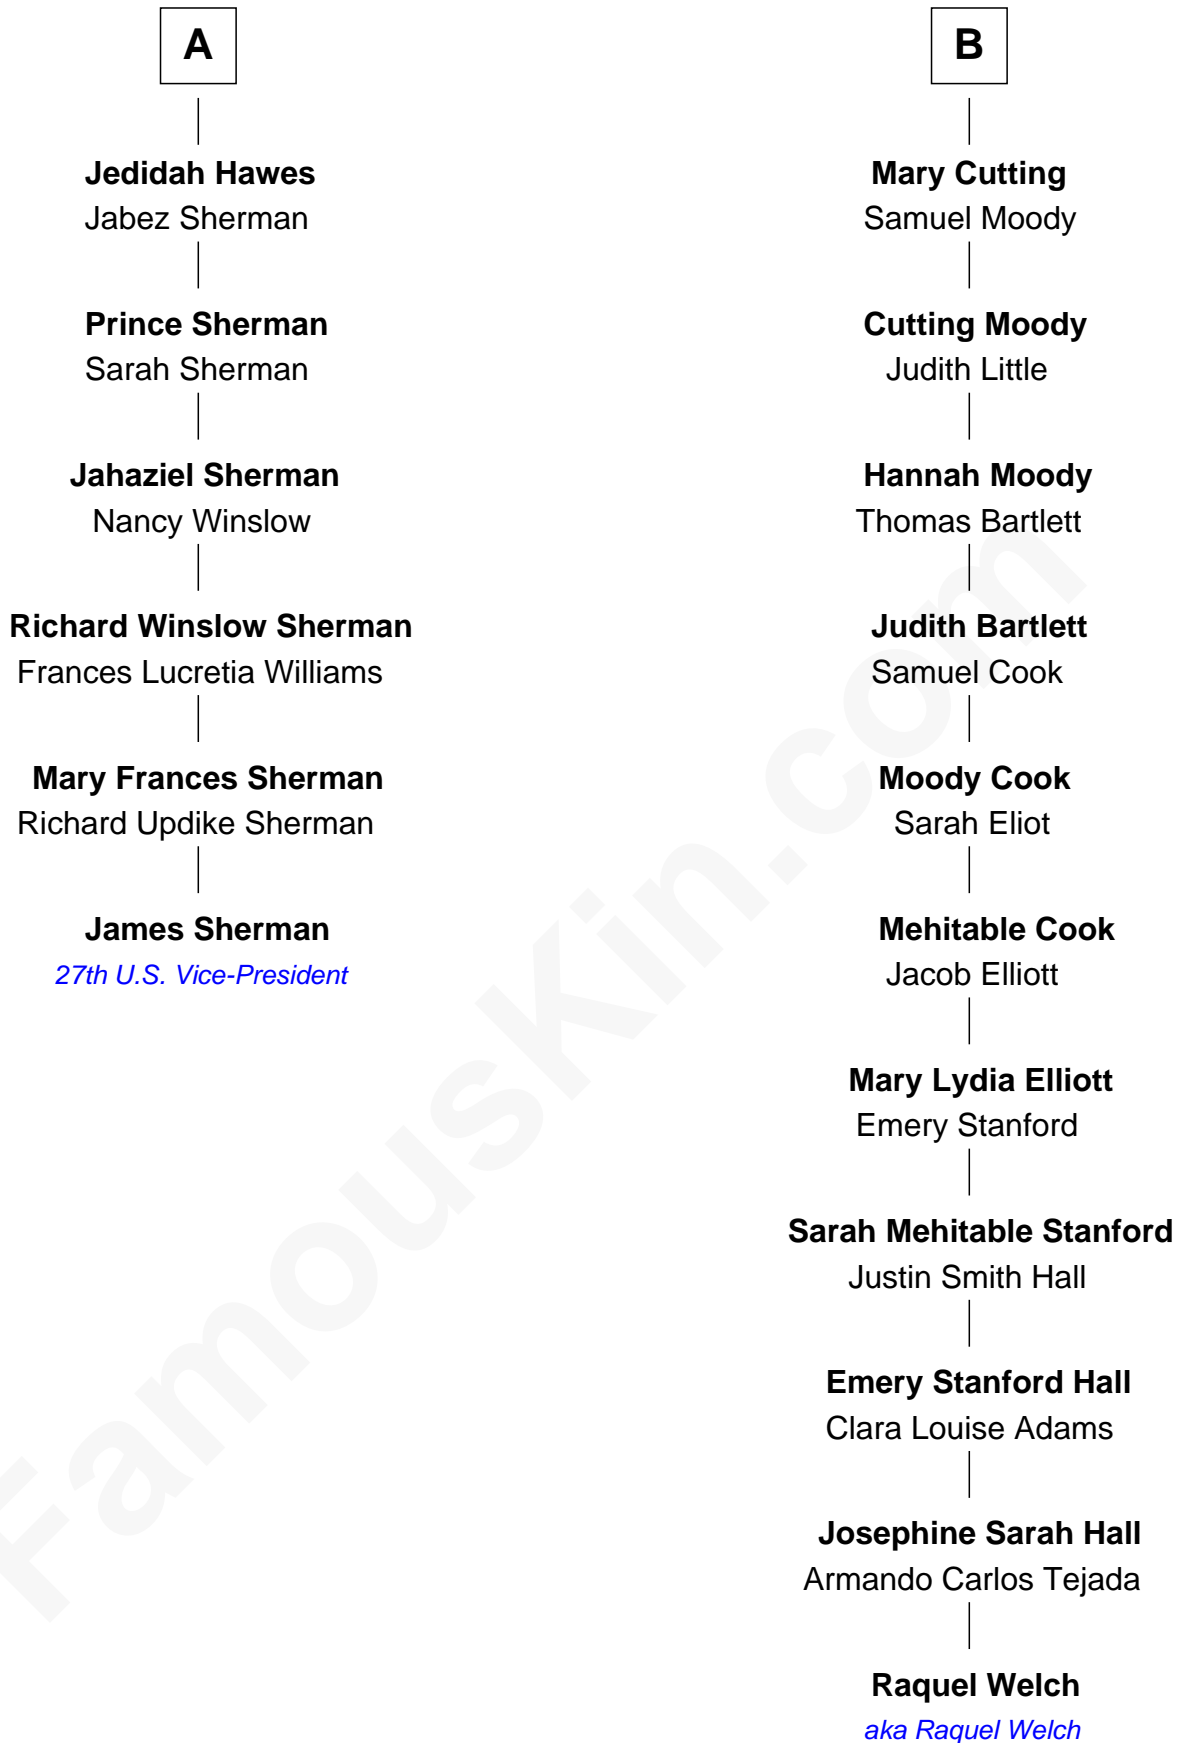 A
Jedidah Hawes
Jabez Sherman
Prince Sherman
Sarah Sherman
Jahaziel Sherman
Nancy Winslow
Richard Winslow Sherman
Frances Lucretia Williams
Mary Frances Sherman
Richard Updike Sherman
James Sherman
27th U.S. Vice-President
B
Mary Cutting
Samuel Moody
Cutting Moody
Judith Little
Hannah Moody
Thomas Bartlett
Judith Bartlett
Samuel Cook
Moody Cook
Sarah Eliot
Mehitable Cook
Jacob Elliott
Mary Lydia Elliott
Emery Stanford
Sarah Mehitable Stanford
Justin Smith Hall
Emery Stanford Hall
Clara Louise Adams
Josephine Sarah Hall
Armando Carlos Tejada
Raquel Welch
aka Raquel Welch
FamousKin.com